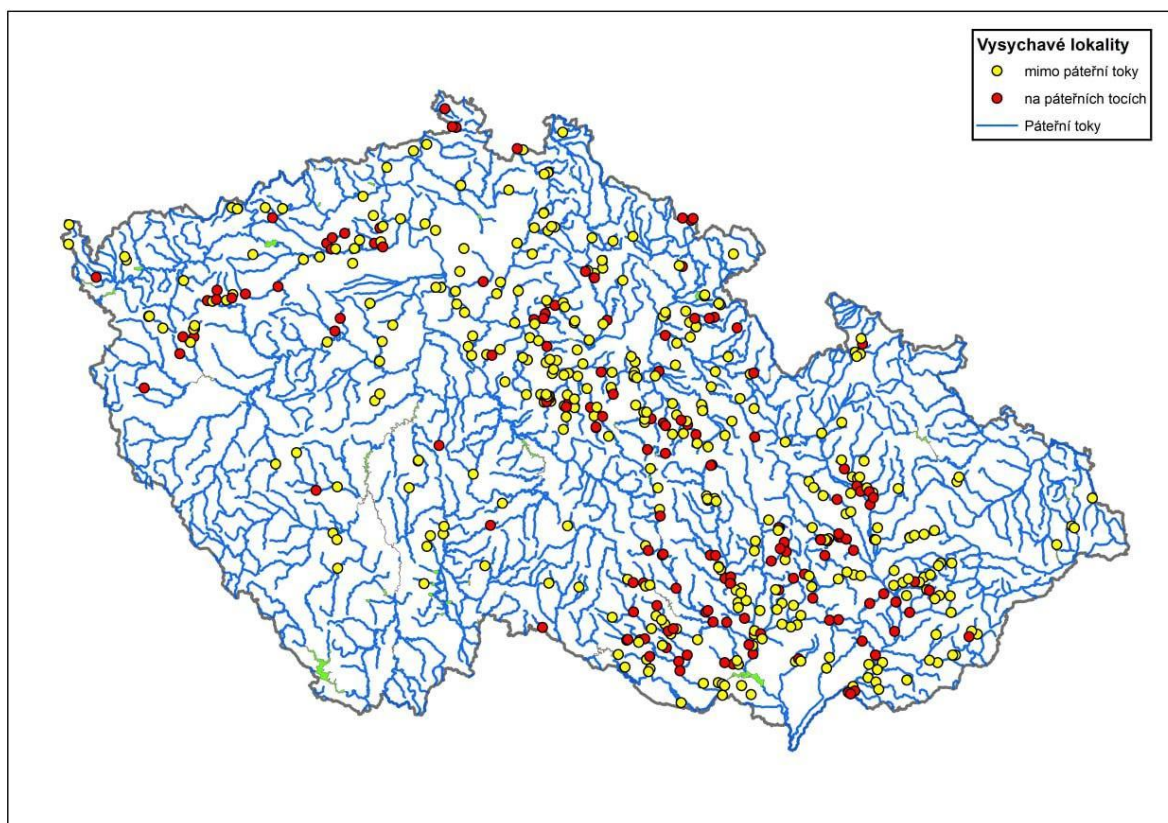 Vysychavé lokality
mimo páteřní toky
na páteřních tocích
Páteřní toky